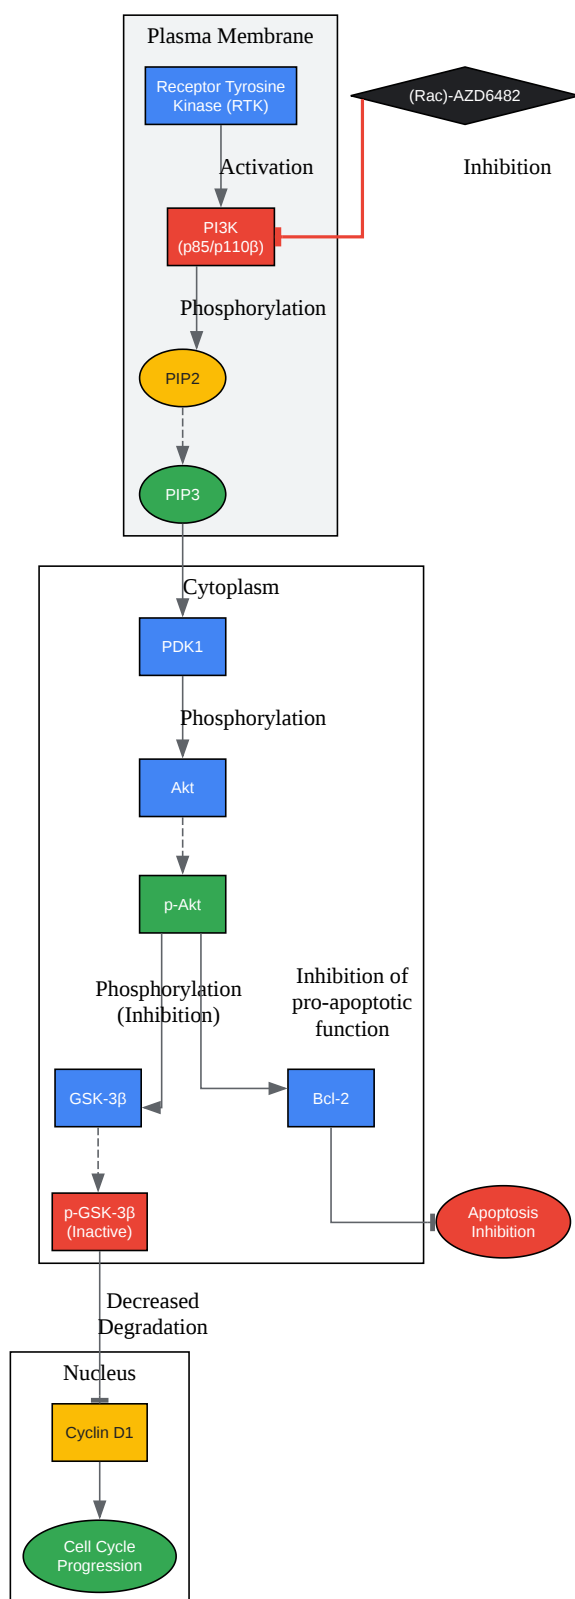 Plasma Membrane
Receptor Tyrosine
Kinase (RTK)
(Rac)-AZD6482
Activation
Inhibition
PI3K
(p85/p110β)
Phosphorylation
PIP2
PIP3
Cytoplasm
PDK1
Phosphorylation
Akt
p-Akt
Phosphorylation
(Inhibition)
Inhibition of
pro-apoptotic
function
GSK-3β
Bcl-2
p-GSK-3β
(Inactive)
Apoptosis
Inhibition
Decreased
Degradation
Nucleus
Cyclin D1
Cell Cycle
Progression